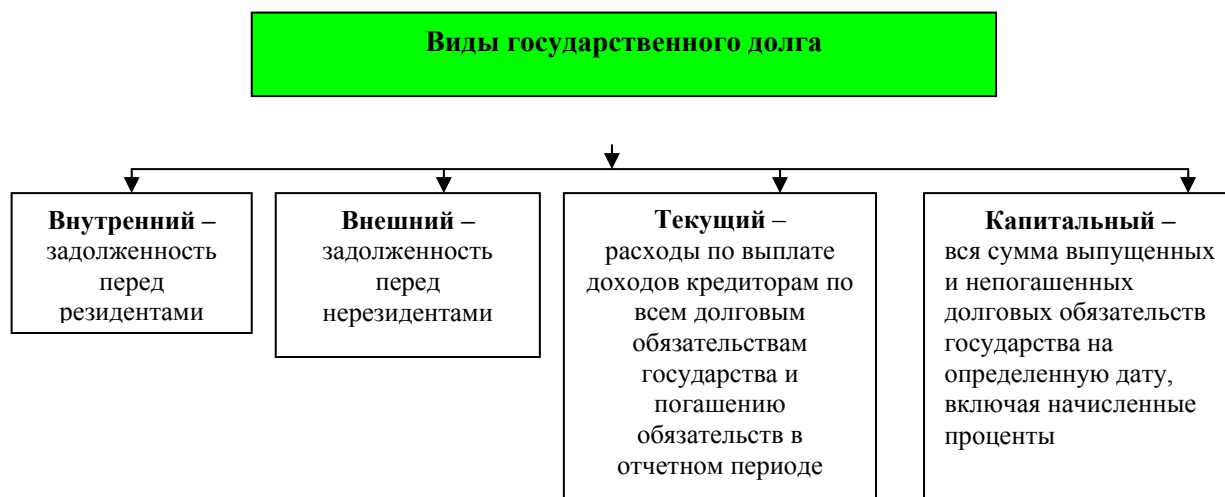 Виды государственного долга
Внутренний –
задолженность
перед
резидентами
Внешний –
задолженность
перед
нерезидентами
Текущий –
расходы по выплате
доходов кредиторам по
всем долговым
обязательствам
государства и
погашению
обязательств в
отчетном периоде
Капитальный –
вся сумма выпущенных
и непогашенных
долговых обязательств
государства на
определенную дату,
включая начисленные
проценты